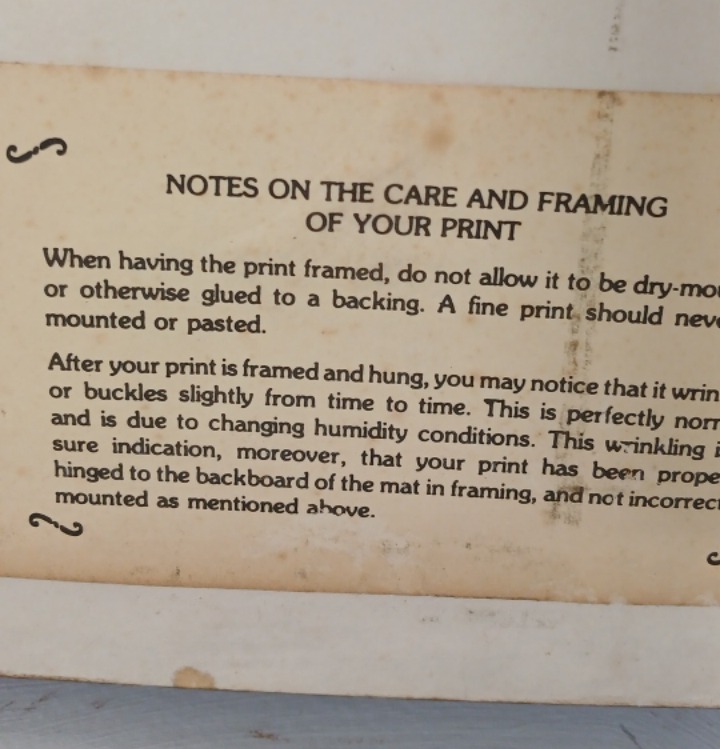 NOTES ON THE CARE AND FRAMING
OF YOUR PRINT
When having the print framed, do not allow it to be dry-mou
or otherwise glued to a backing. A fine print should neve
mounted or pasted.
After your print is framed and hung, you may notice that it wrin
or buckles slightly from time to time. This is perfectly norm
and is due to changing humidity conditions. This wrinkling i
sure indication, moreover, that your print has been prope
hinged to the backboard of the mat in framing, and not incorrect
mounted as mentioned above.